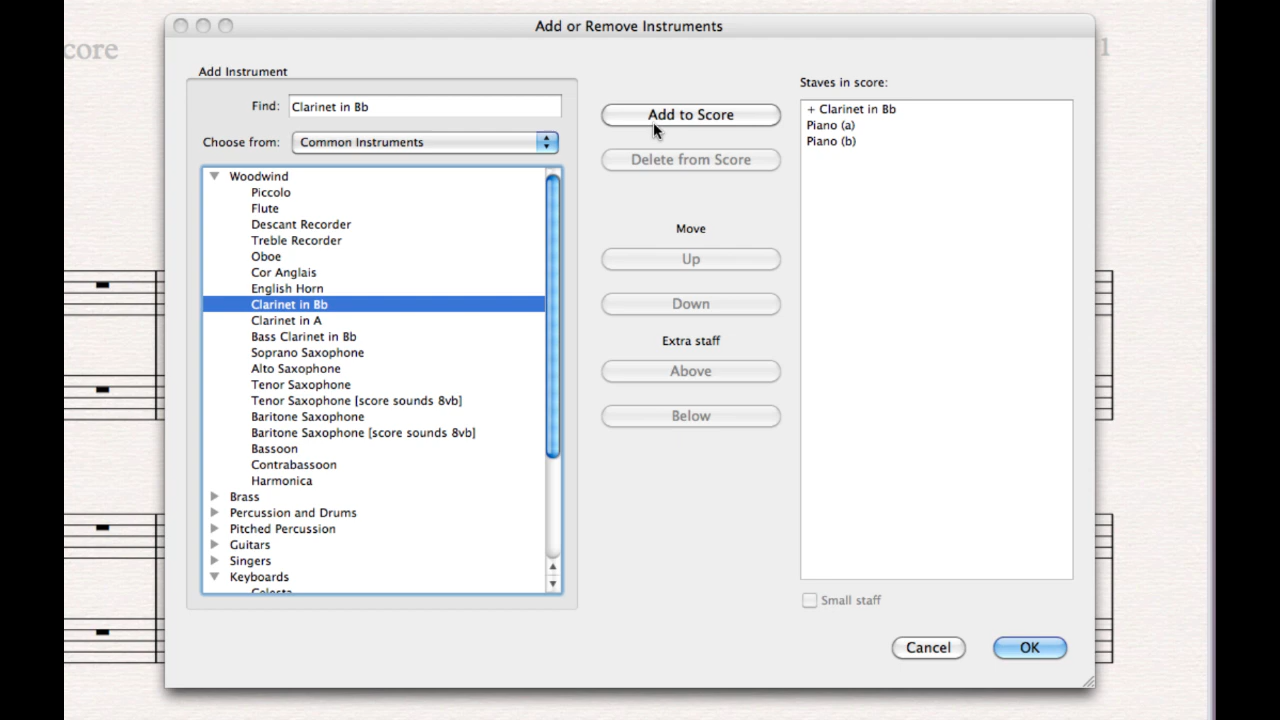 Add or Remove Instruments
core
1
Add Instrument
Find: Clarinet in Bb
Choose from: Common Instruments
Woodwind
Piccolo
Flute
Descant Recorder
Treble Recorder
Oboe
Cor Anglais
English Horn
Clarinet in Bb
Clarinet in A
Bass Clarinet in Bb
Soprano Saxophone
Alto Saxophone
Tenor Saxophone
Tenor Saxophone [score sounds 8vb]
Baritone Saxophone
Baritone Saxophone [score sounds 8vb]
Bassoon
Contrabassoon
Harmonica
Brass
Percussion and Drums
Pitched Percussion
Guitars
Singers
Keyboards
Celesta
Add to Score
Delete from Score
Move
Up
Down
Extra staff
Above
Below
Staves in score:
+ Clarinet in Bb
Piano (a)
Piano (b)
Small staff
Cancel
OK